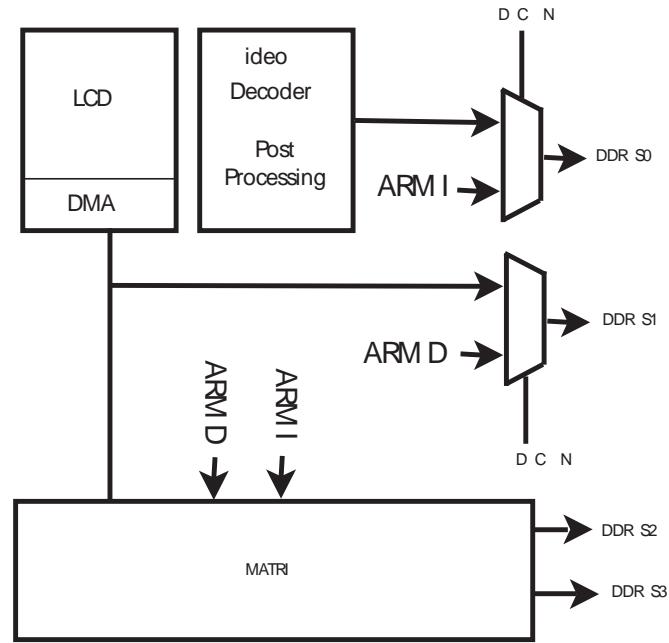 D C N
LCD
DMA
ideo
Decoder
Post
Processing
ARM I
DDR S0
ARM D
DDR S1
D C N
ARM D
ARM I
MATRI
DDR S2
DDR S3